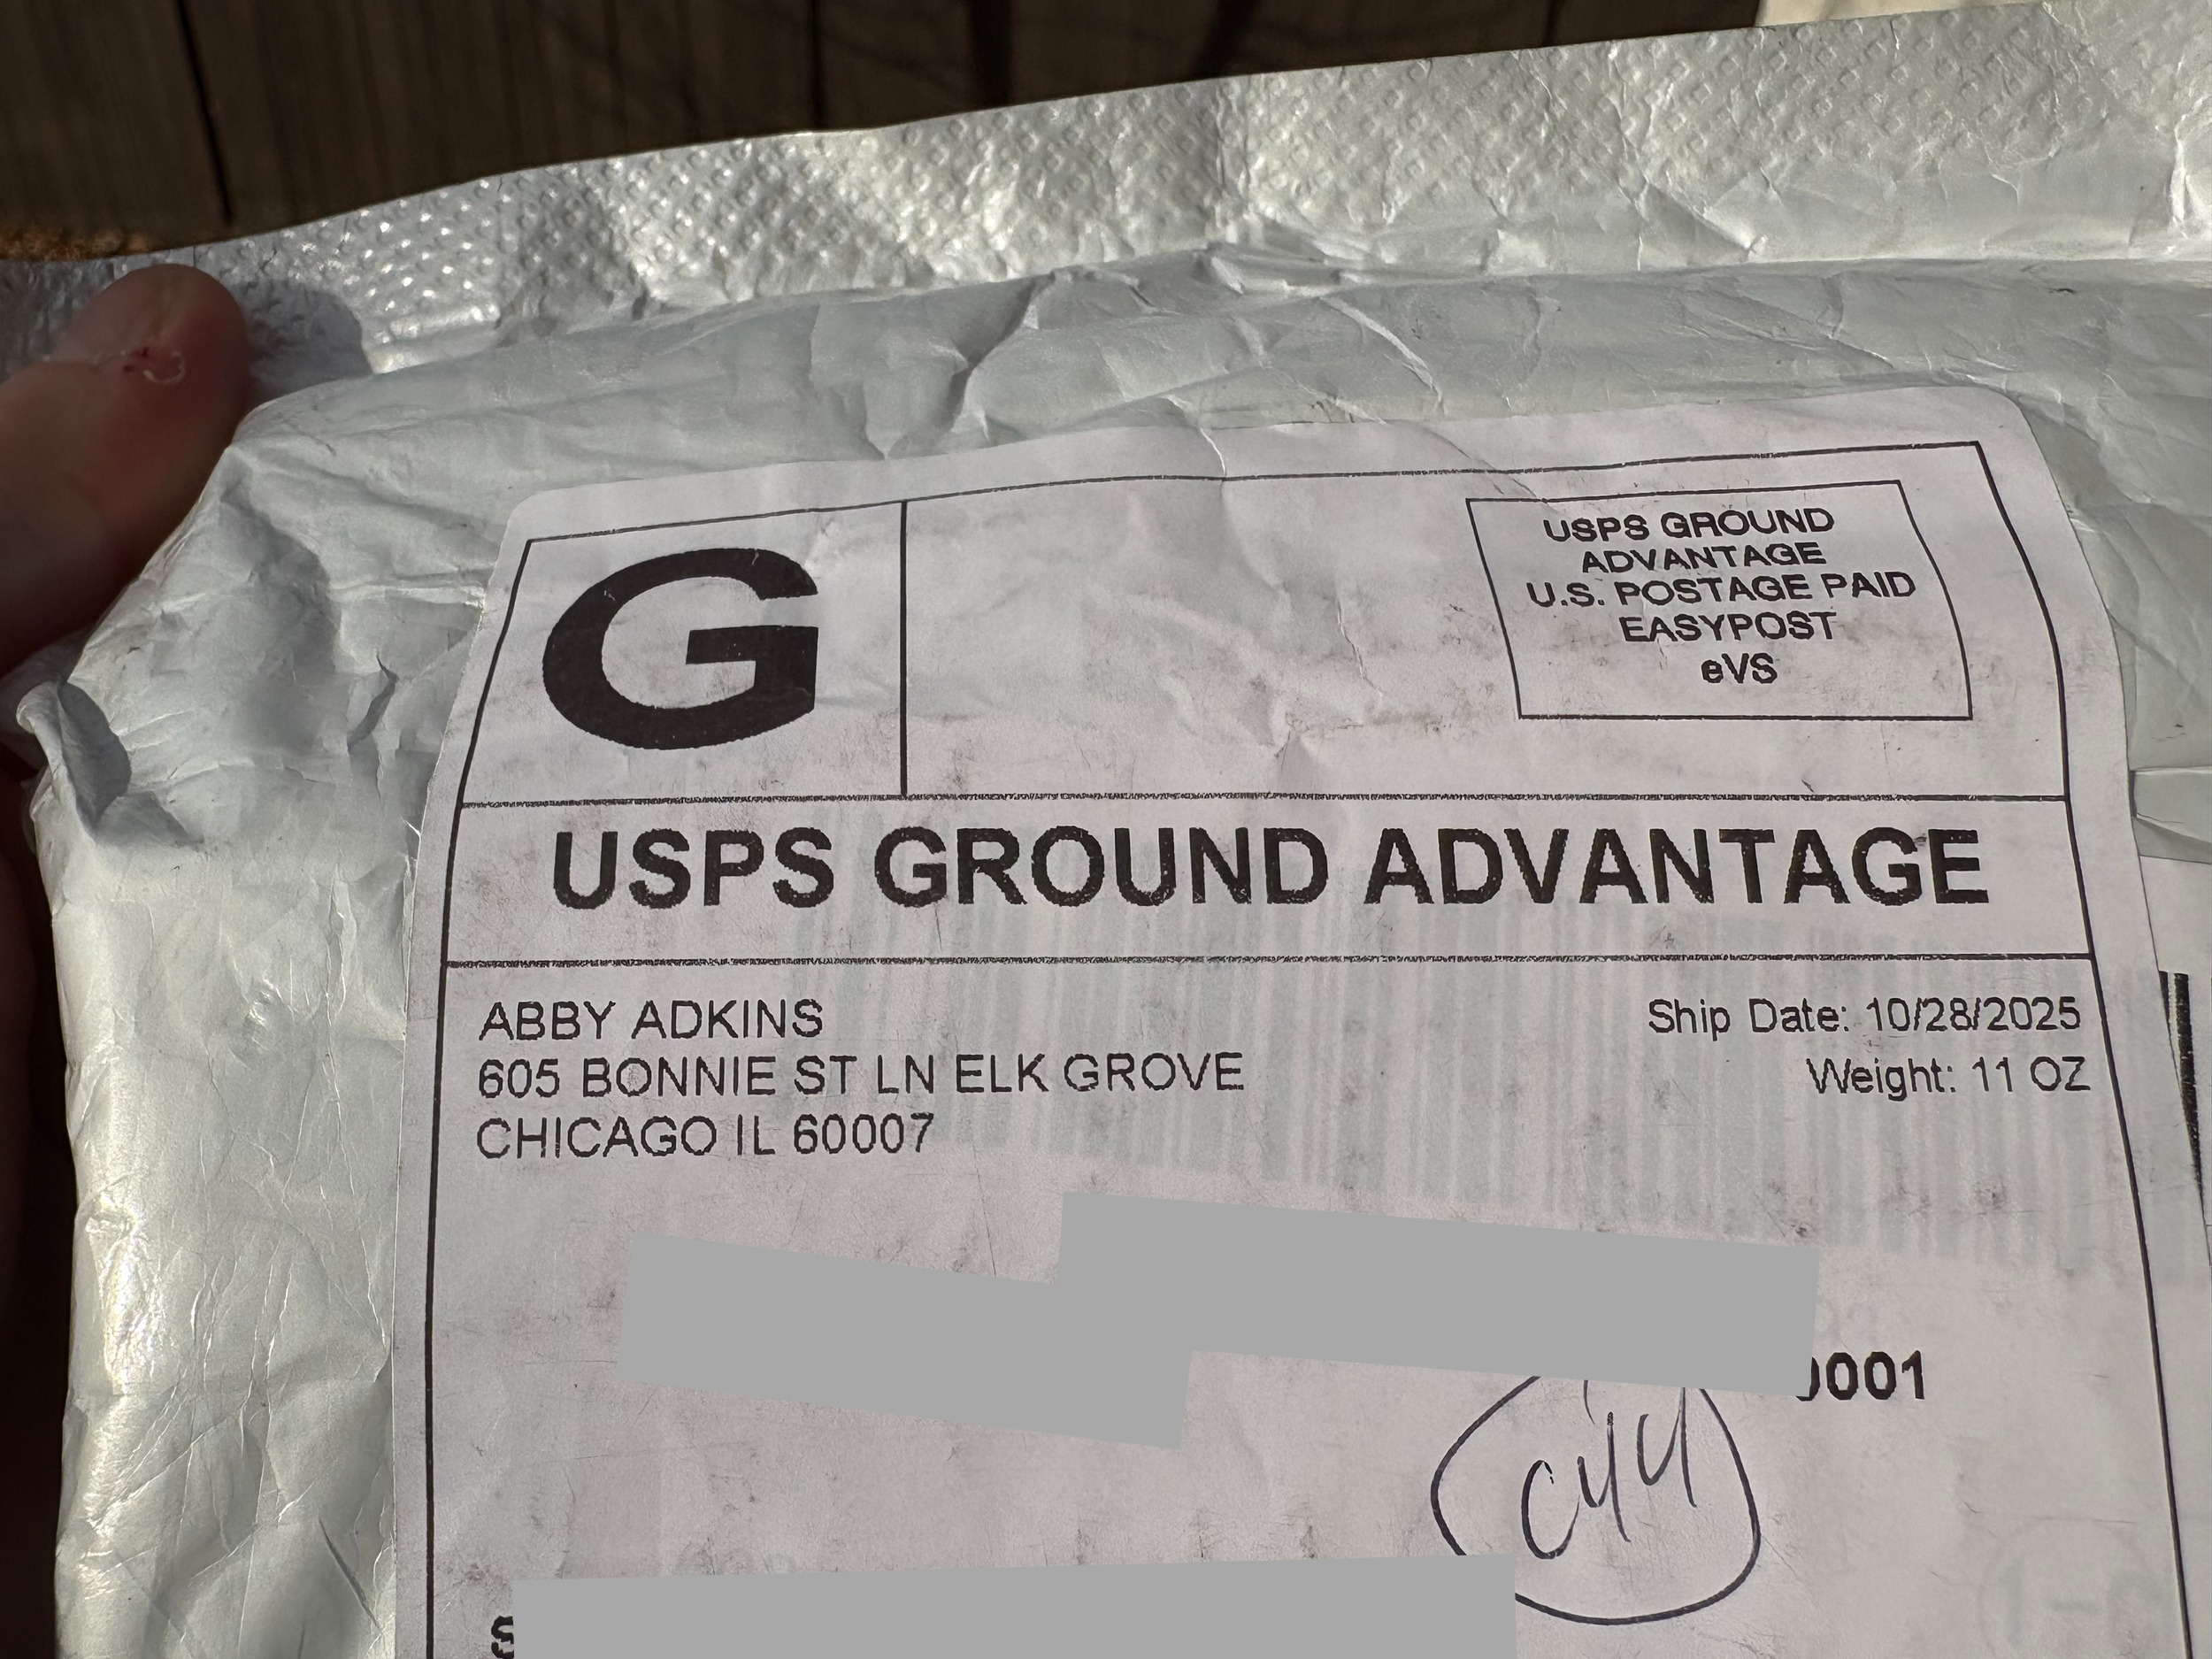 G
USPS GROUND
ADVANTAGE
U.S. POSTAGE PAID
EASYPOST
eVS
USPS GROUND ADVANTAGE
ABBY ADKINS
605 BONNIE ST LN ELK GROVE
CHICAGO IL 60007
Ship Date: 10/28/2025
Weight: 11 OZ
0001
C44
S